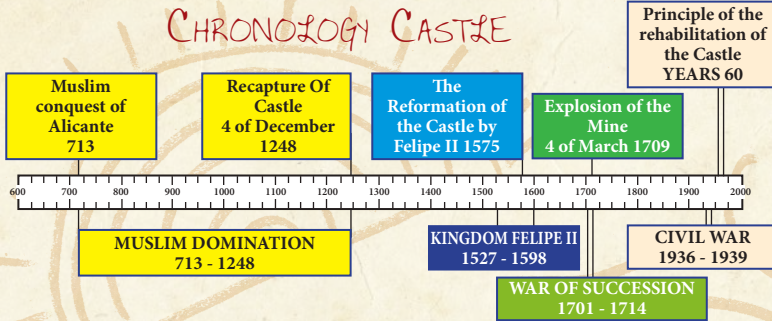 CHRONOLOGY CASTLE
Principle of the
rehabilitation of
the Castle
YEARS 60
Muslim
conquest of
Alicante
713
Recapture Of
Castle
4 of December
1248
The
Reformation of
the Castle by
Felipe II 1575
Explosion of the
Mine
4 of March 1709
600 700 800 900 1000 1100 1200 1300 1400 1500 1600 1700 1800 1900 2000
MUSLIM DOMINATION
713 - 1248
KINGDOM FELIPE II
1527 - 1598
CIVIL WAR
1936 - 1939
WAR OF SUCCESSION
1701 - 1714